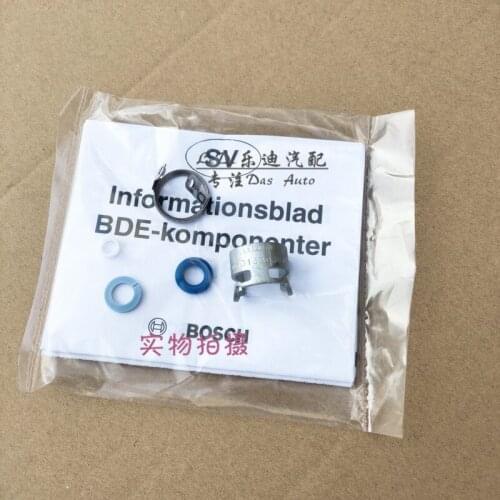 SV乐迪汽配
专注Das Auto
Informationsblad
BDE-komponenter
BOSCH
实物拍摄